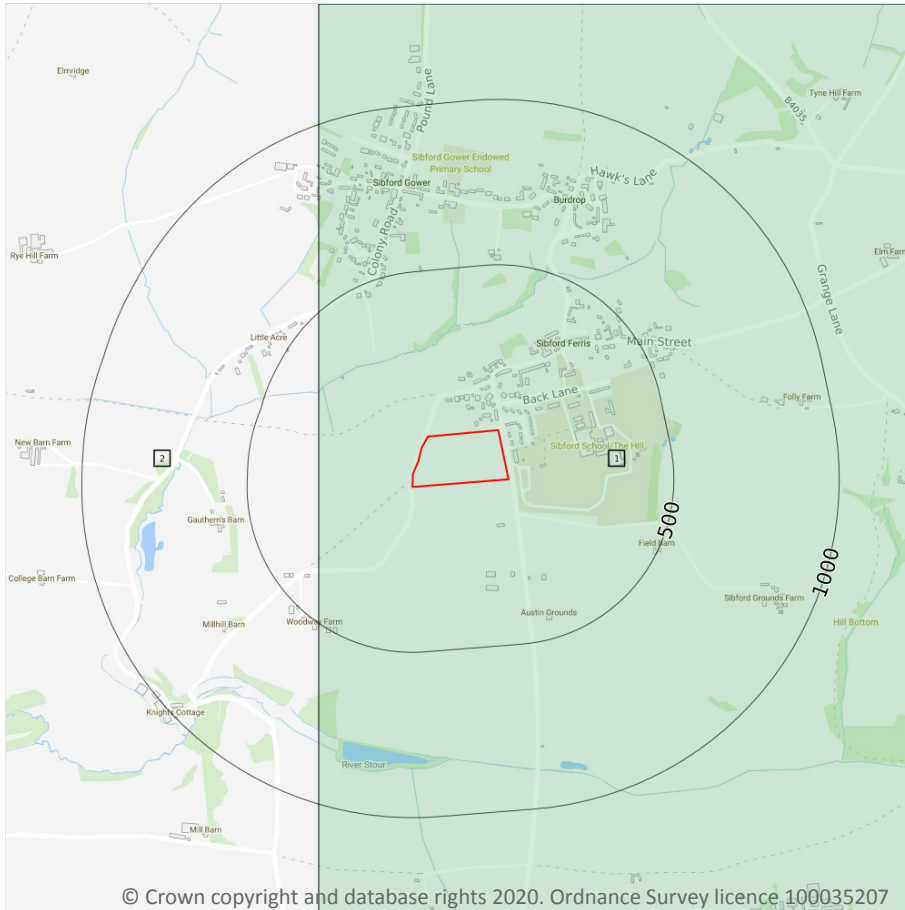 Elmridge
Tyne Hill Farm
B4035
Pound Lane
Sibford Gower Endowed
Primary School
Hawk's Lane
Sibford Gower
Burdrop
Colony Road
Rye Hill Farm
Elm Farm
Grange Lane
Little Acre
Sibford Ferris
Main Street
Back Lane
Folly Farm
New Barn Farm
Sibford School/The Hill,
2
1
Gauthern's Barn
500
Field Barn
1000
College Barn Farm
Sibford Grounds Farm
Millhill Barn
Woodway Farm
Austin Grounds
Hill Bottom
Knights Cottage
River Stour
Mill Barn
© Crown copyright and database rights 2020. Ordnance Survey licence 100035207